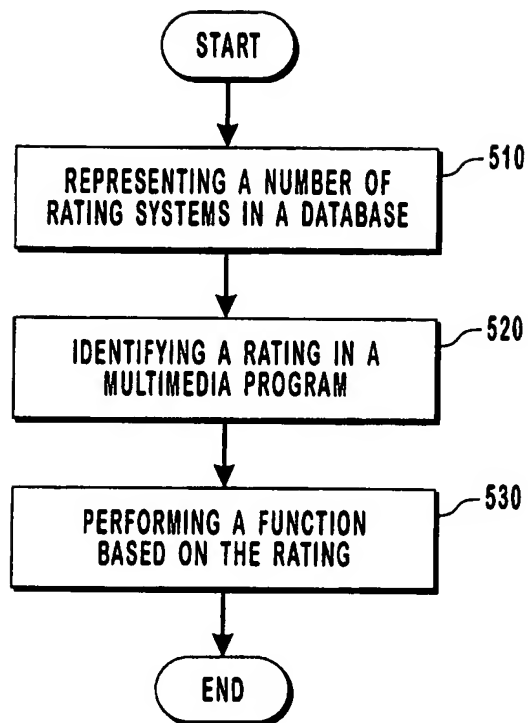 START
510
REPRESENTING A NUMBER OF
RATING SYSTEMS IN A DATABASE
520
IDENTIFYING A RATING IN A
MULTIMEDIA PROGRAM
530
PERFORMING A FUNCTION
BASED ON THE RATING
END